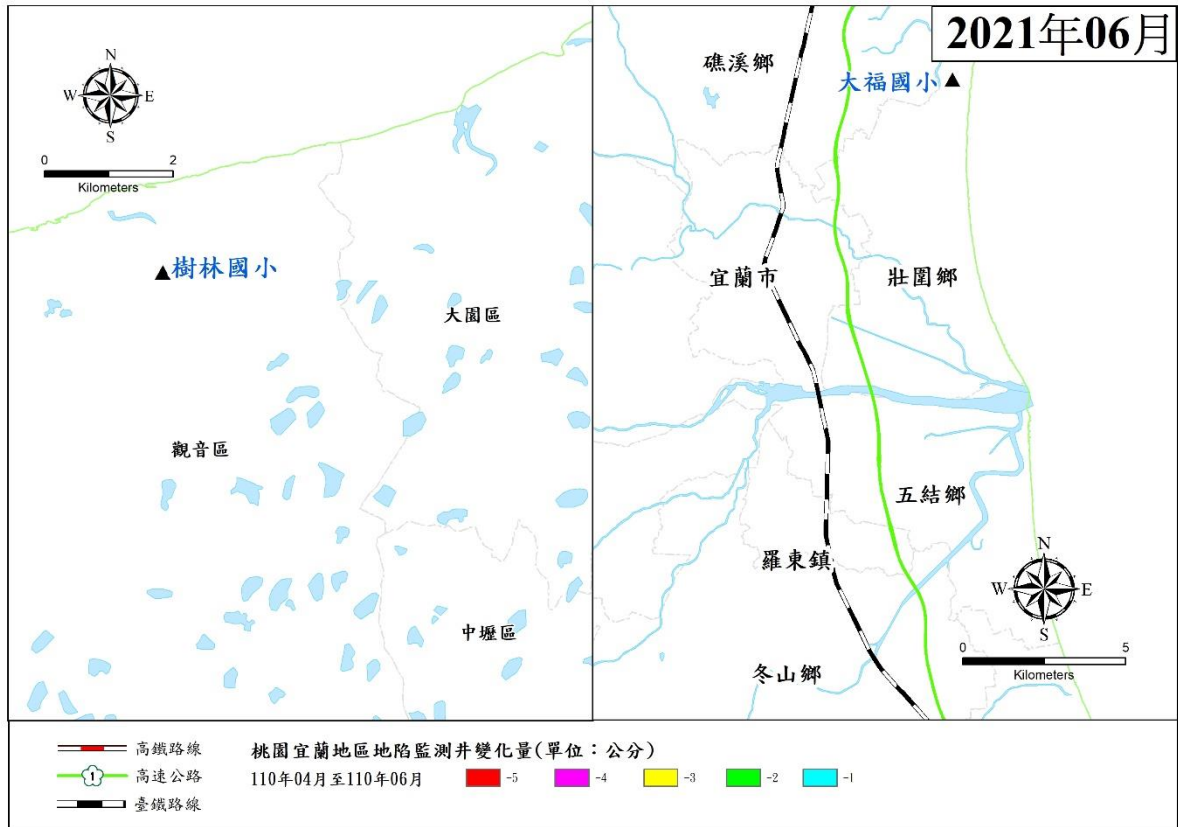 2021年06月
N
W E
S
0 2
Kilometers
樹林國小
大園區
觀音區
中壢區
礁溪鄉
大福國小
宜蘭市
壯圍鄉
五結鄉
羅東鎮
冬山鄉
N
W E
S
0 5
Kilometers
高鐵路線
1 高速公路
臺鐵路線
桃園宜蘭地區地陷監測井變化量(單位：公分)
110年04月至110年06月 -5 -4 -3 -2 -1